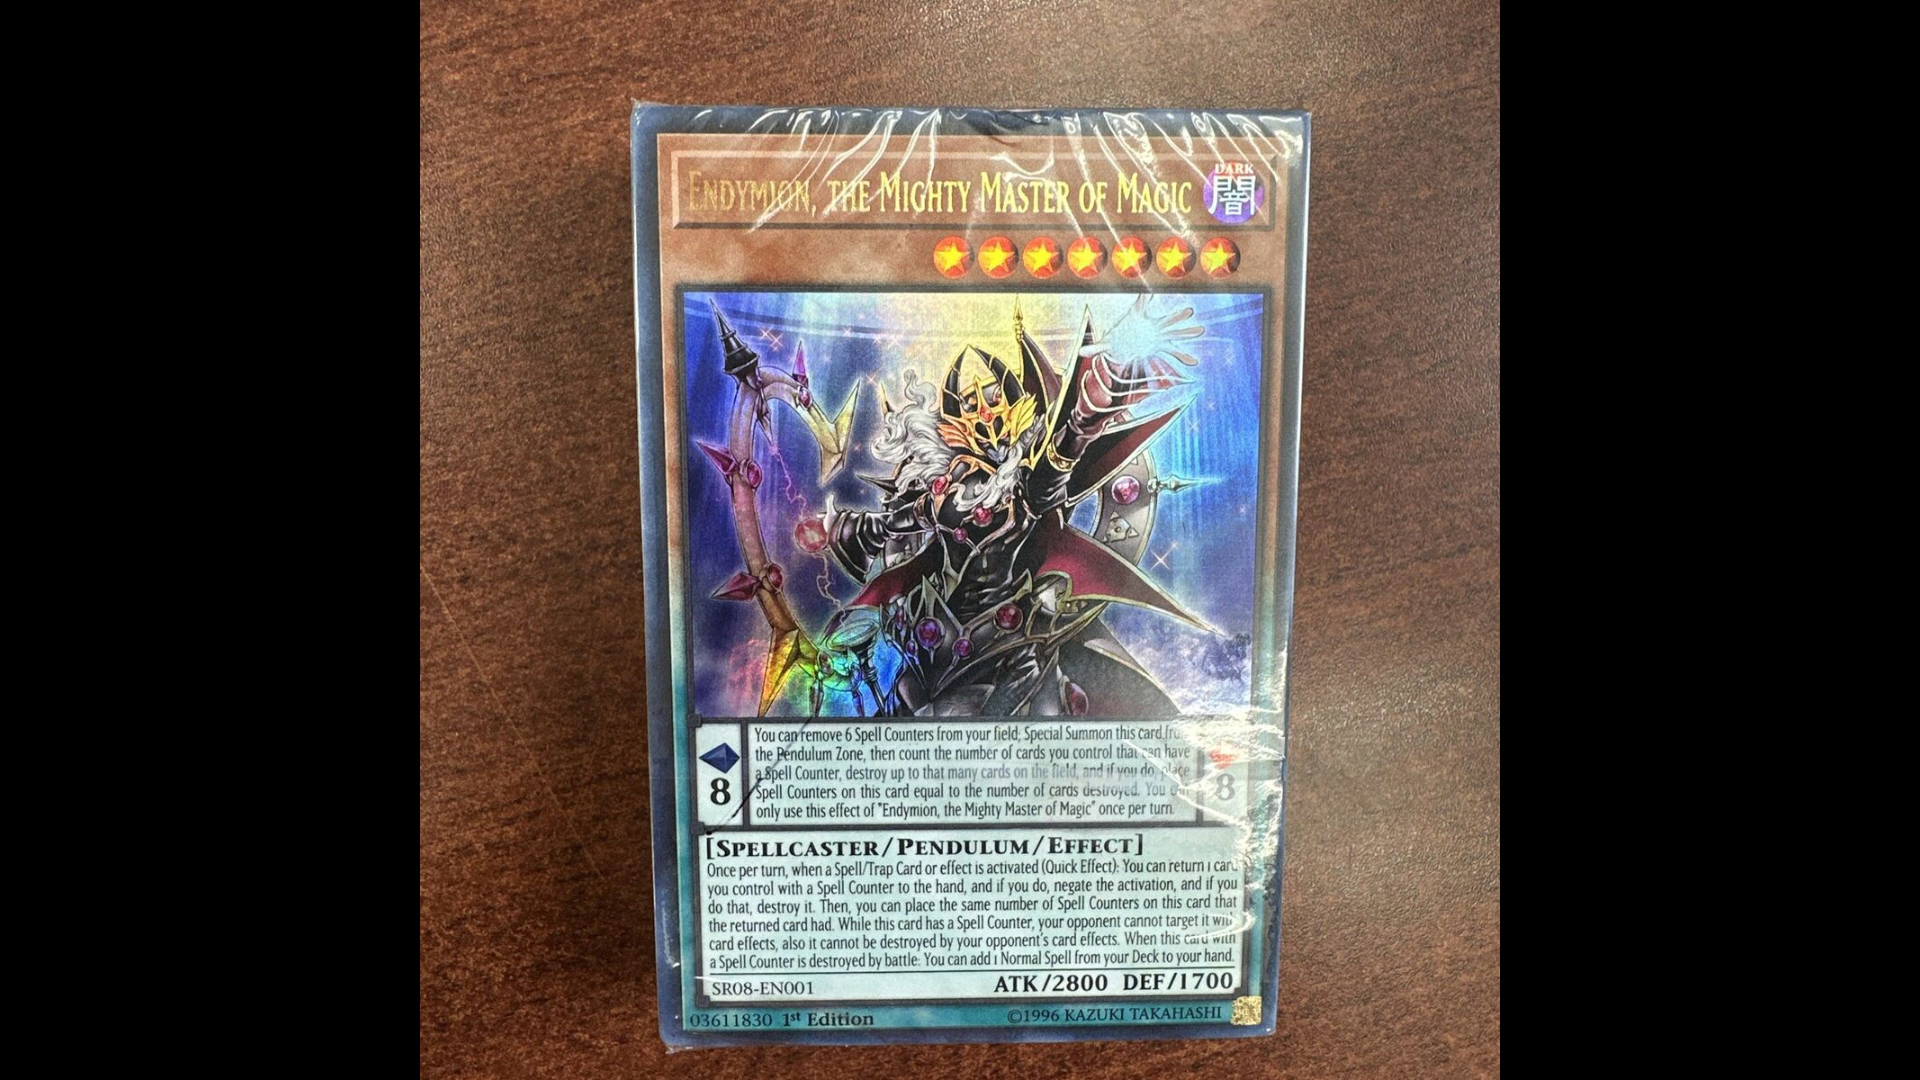 ENDYMION, THE MIGHTY MASTER OF MAGIC
DARK
闇
You can remove 6 Spell Counters from your field; Special Summon this card
the Pendulum Zone, then count the number of cards you control that can have
a Spell Counter, destroy up to that many cards on the field, and if you do, place
Spell Counters on this card equal to the number of cards destroyed. You can
only use this effect of "Endymion, the Mighty Master of Magic" once per turn.
8
8
[SPELLCASTER/PENDULUM/EFFECT]
Once per turn, when a Spell/Trap Card or effect is activated (Quick Effect): You can return 1 card
you control with a Spell Counter to the hand, and if you do, negate the activation, and if you
do that, destroy it. Then, you can place the same number of Spell Counters on this card that
the returned card had. While this card has a Spell Counter, your opponent cannot target it with
card effects, also it cannot be destroyed by your opponent's card effects. When this card with
a Spell Counter is destroyed by battle: You can add 1 Normal Spell from your Deck to your hand.
ATK/2800 DEF/1700
SR08-EN001
03611830 1st Edition
©1996 KAZUKI TAKAHASHI